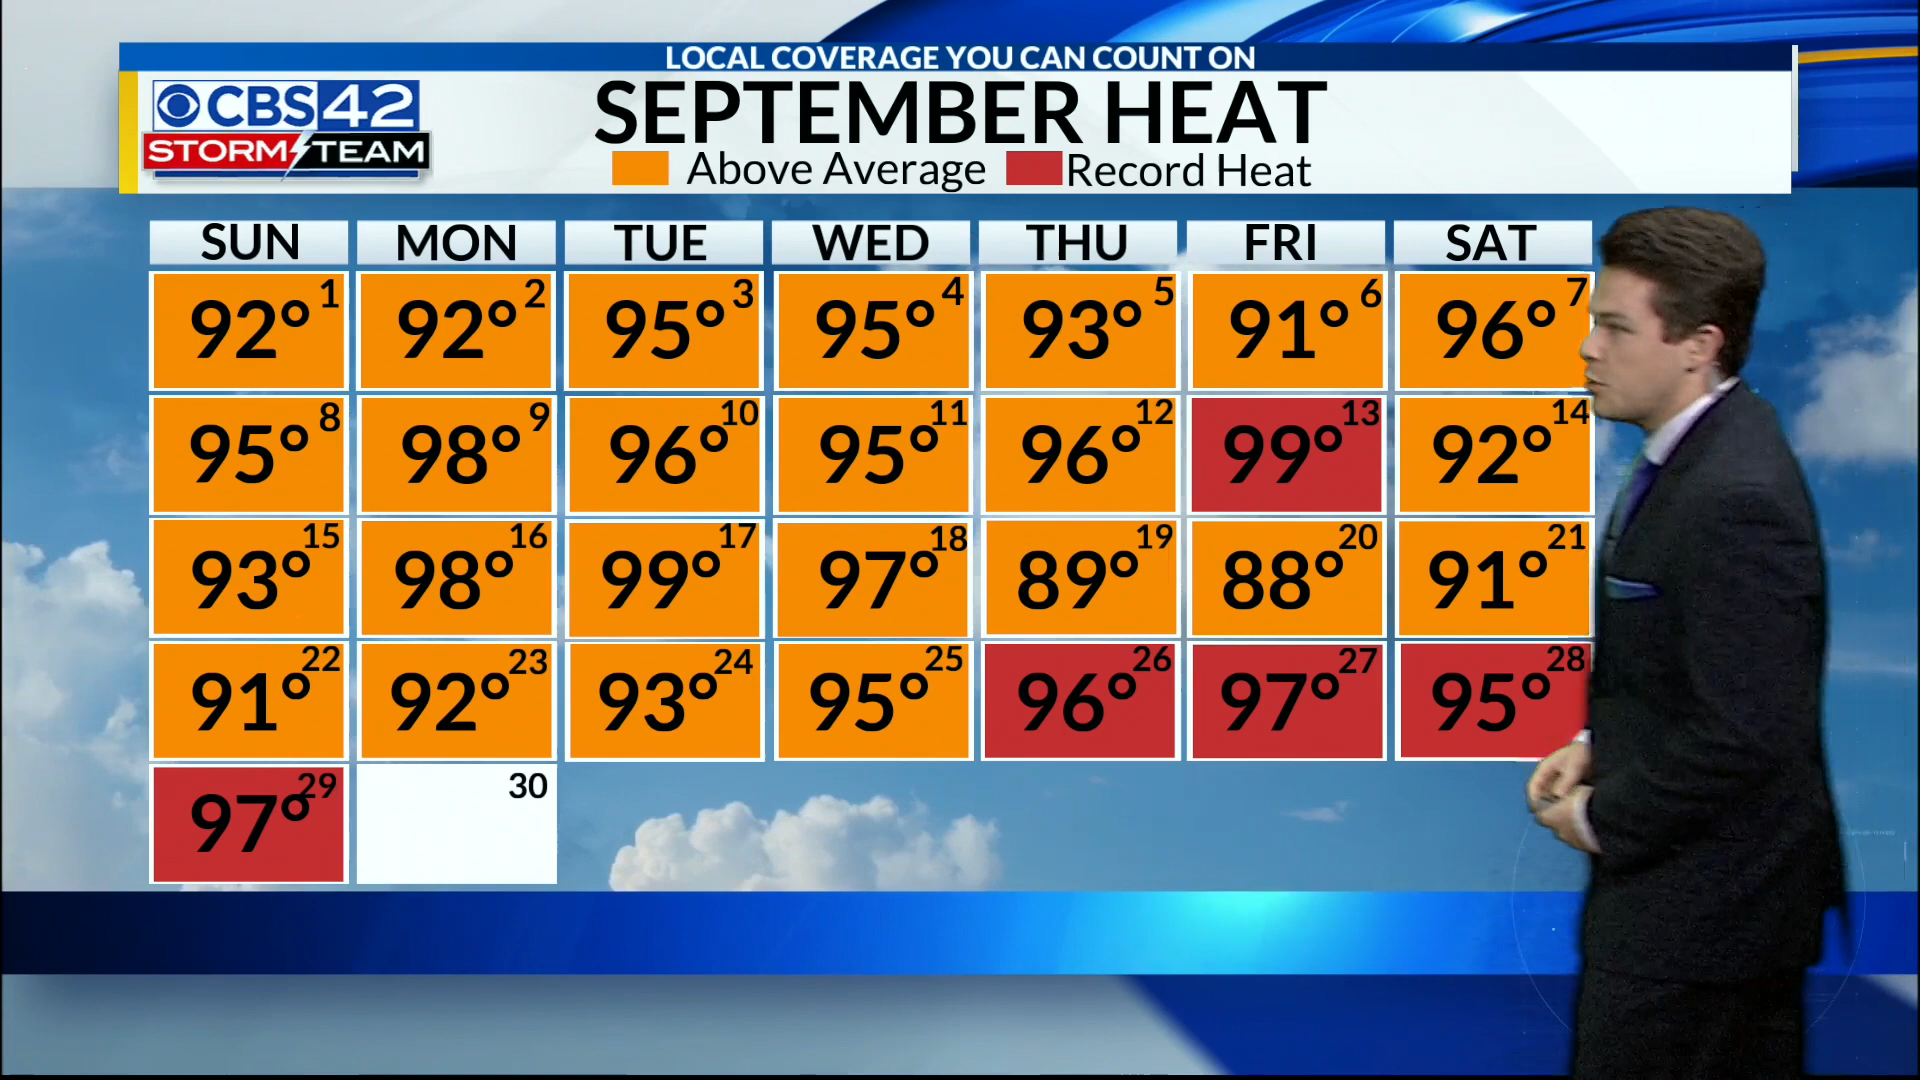 LOCAL COVERAGE YOU CAN COUNT ON
CBS 42
STORM TEAM
SEPTEMBER HEAT
Above Average Record Heat
SUN MON TUE WED THU FRI SAT
92° 1 92° 2 95° 3 95° 4 93° 5 91° 6 96° 7
95° 8 98° 9 96° 10 95° 11 96° 12 99° 13 92° 14
93° 15 98° 16 99° 17 97° 18 89° 19 88° 20 91° 21
91° 22 92° 23 93° 24 95° 25 96° 26 97° 27 95° 28
97° 29 30